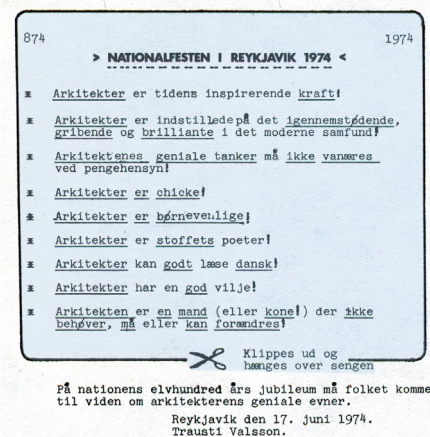 874 1974
> NATIONALFESTEN I REYKJAVIK 1974 <
* Arkitekter er tidens inspirerende kraft!
* Arkitekter er indstillede på det igennemstødende,
gribende og brilliante i det moderne samfund!
* Arkitektenes geniale tanker må ikke vanæres
ved pengehensyn!
* Arkitekter er chicke!
* Arkitekter er børnevenlige!
* Arkitekter er stoffets poeter!
* Arkitekter kan godt læse dansk!
* Arkitekter har en god vilje!
* Arkitekten er en mand (eller kone!) der ikke
behøver, må eller kan forandres!
Klippes ud og
hænges over sengen
På nationens elvhundred års jubileum må folket komme
til viden om arkitekterens geniale evner.
Reykjavik den 17. juni 1974.
Trausti Valsson.